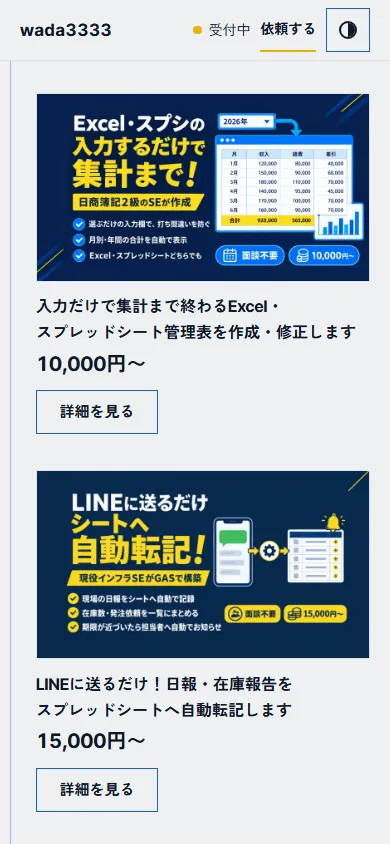 wada3333
受付中
依頼する
Excel・スプシの
入力するだけで
集計まで!
日商簿記2級のSEが作成
選ぶだけの入力欄で、打ち間違いを防ぐ
月別・年間の合計を自動で表示
Excel・スプレッドシートどちらでも
2026年
月 収入 経費 差引
1月 120,000 80,000 40,000
2月 150,000 90,000 60,000
3月 180,000 110,000 70,000
4月 140,000 95,000 45,000
5月 170,000 100,000 70,000
6月 160,000 90,000 70,000
合計 920,000 565,000
面談不要
10,000円〜
入力だけで集計まで終わるExcel・
スプレッドシート管理表を作成・修正します
10,000円〜
詳細を見る
LINEに送るだけ
シートへ
自動転記!
現役インフラSEがGASで構築
現場の日報をシートへ自動で記録
在庫数・発注依頼を一覧にまとめる
期限が近づいたら担当者へ自動でお知らせ
面談不要
15,000円〜
LINEに送るだけ！日報・在庫報告を
スプレッドシートへ自動転記します
15,000円〜
詳細を見る